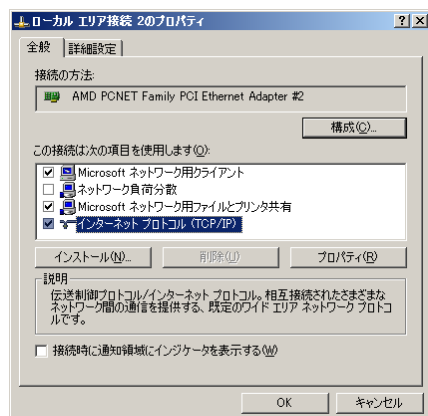 ローカル エリア接続 2のプロパティ
全般
詳細設定
接続の方法:
AMD PCNET Family PCI Ethernet Adapter #2
構成(C)...
この接続は次の項目を使用します(O):
Microsoft ネットワーク用クライアント
ネットワーク負荷分散
Microsoft ネットワーク用ファイルとプリンタ共有
インターネット プロトコル (TCP/IP)
インストール(N)...
削除(U)
プロパティ(R)
説明
伝送制御プロトコル/インターネット プロトコル。相互接続されたさまざまな
ネットワーク間の通信を提供する、既定のワイド エリア ネットワーク プロトコ
ルです。
接続時に通知領域にインジケータを表示する(W)
OK
キャンセル